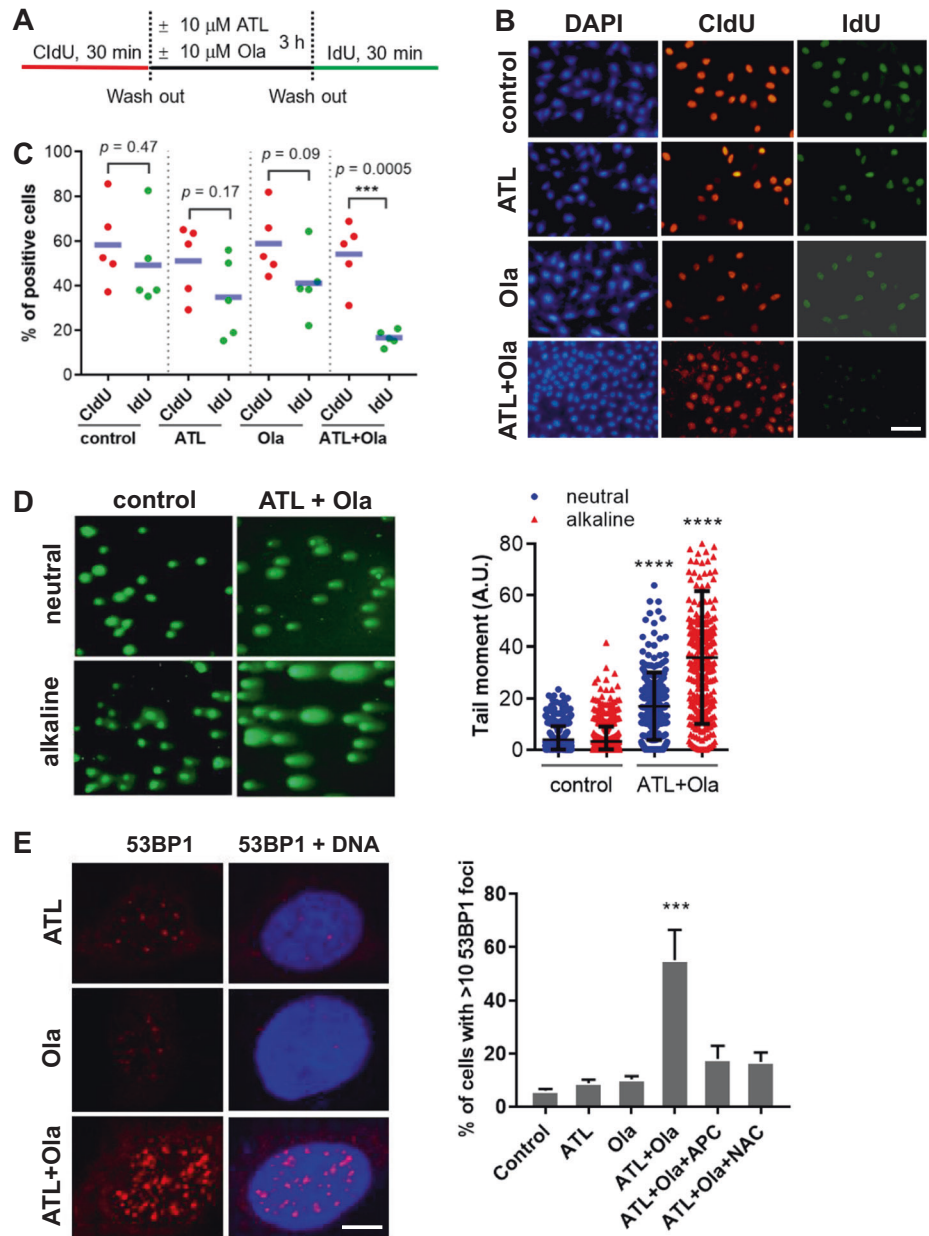 A
CldU, 30 min
± 10 μM ATL
± 10 μM Ola
3 h
IdU, 30 min
Wash out
Wash out
B
DAPI
CldU
IdU
control
ATL
Ola
ATL+Ola
C
% of positive cells
100
80
60
40
20
0
p = 0.47
p = 0.17
p = 0.09
p = 0.0005
***
CldU
IdU
CldU
IdU
CldU
IdU
CldU
IdU
control
ATL
Ola
ATL+Ola
D
control
ATL + Ola
neutral
alkaline
neutral
alkaline
Tail moment (A.U.)
80
60
40
20
0
****
****
control
ATL+Ola
E
53BP1
53BP1 + DNA
ATL
Ola
ATL+Ola
% of cells with >10 53BP1 foci
80
60
40
20
0
***
Control
ATL
Ola
ATL+Ola
ATL+Ola+APC
ATL+Ola+NAC